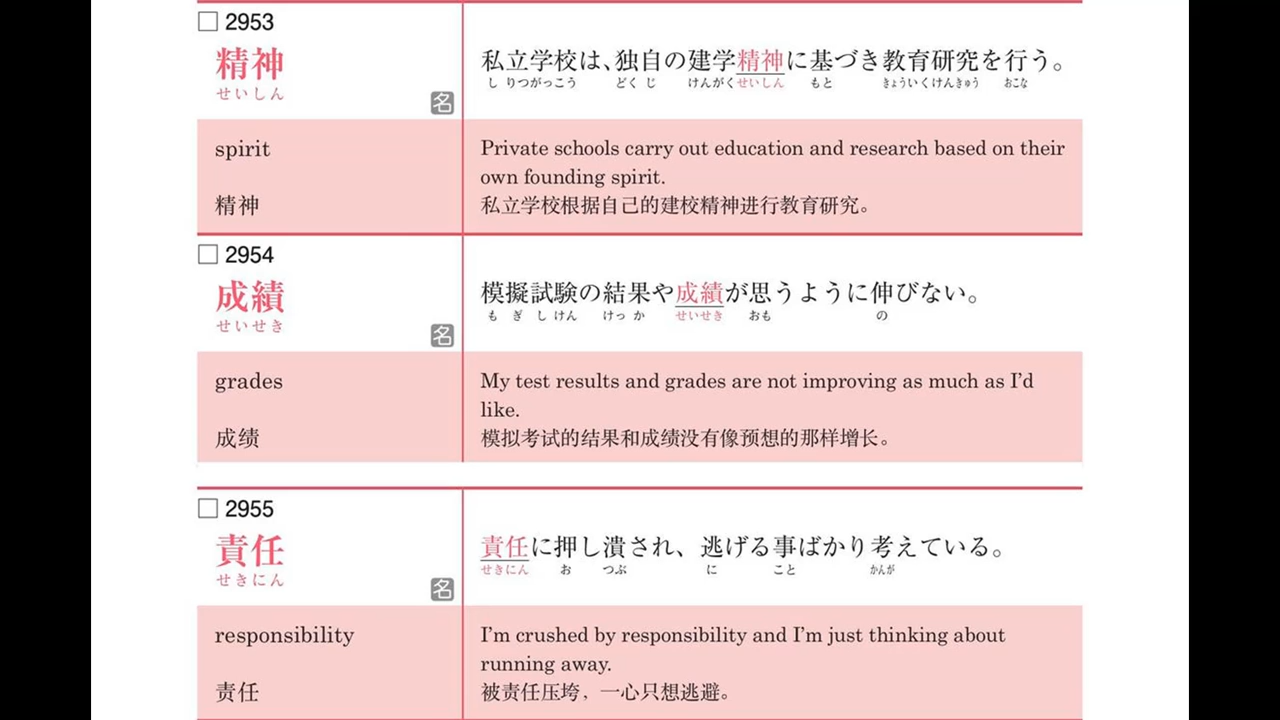 2953
精神
せいしん
名
私立学校は、独自の建学精神に基づき教育研究を行う。
しりつがっこう どくじ けんがくせいしん もと きょういくけんきゅう おこな
spirit
精神
Private schools carry out education and research based on their
own founding spirit.
私立学校根据自己的建校精神进行教育研究。
2954
成績
せいせき
名
模擬試験の結果や成績が思うように伸びない。
もぎしけん けっか せいせき おも の
grades
成绩
My test results and grades are not improving as much as I'd
like.
模拟考试的结果和成绩没有像预想的那样增长。
2955
責任
せきにん
名
責任に押し潰され、逃げる事ばかり考えている。
せきにん お つぶ に こと かんが
responsibility
责任
I'm crushed by responsibility and I'm just thinking about
running away.
被责任压垮，一心只想逃避。